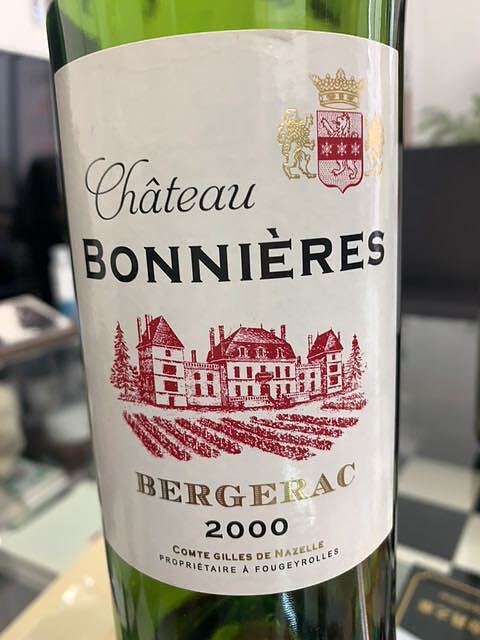 Château
BONNIÈRES
BERGERAC
2000
COMTE GILLES DE NAZELLE
PROPRIÉTAIRE À FOUGEYROLLES